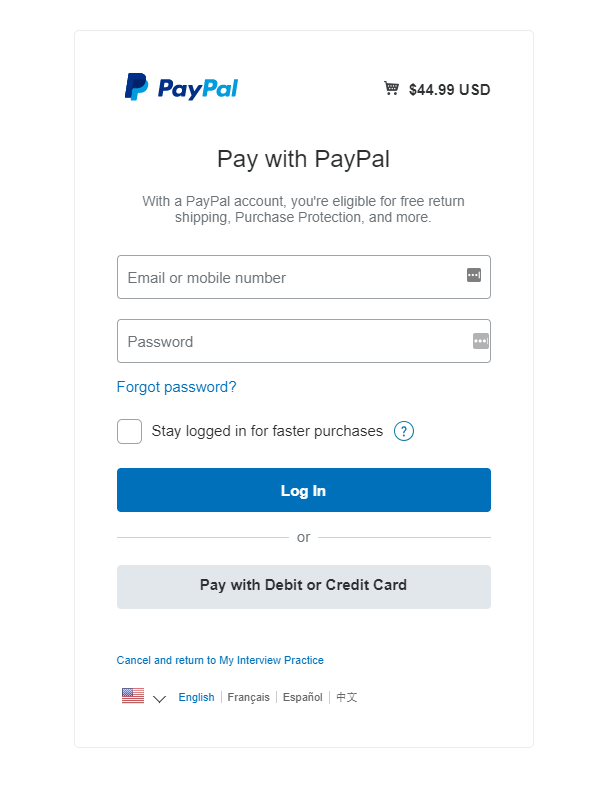 PayPal
$44.99 USD
Pay with PayPal
With a PayPal account, you're eligible for free return
shipping, Purchase Protection, and more.
Email or mobile number
Password
Forgot password?
Stay logged in for faster purchases ?
Log In
or
Pay with Debit or Credit Card
Cancel and return to My Interview Practice
English Français Español 中文